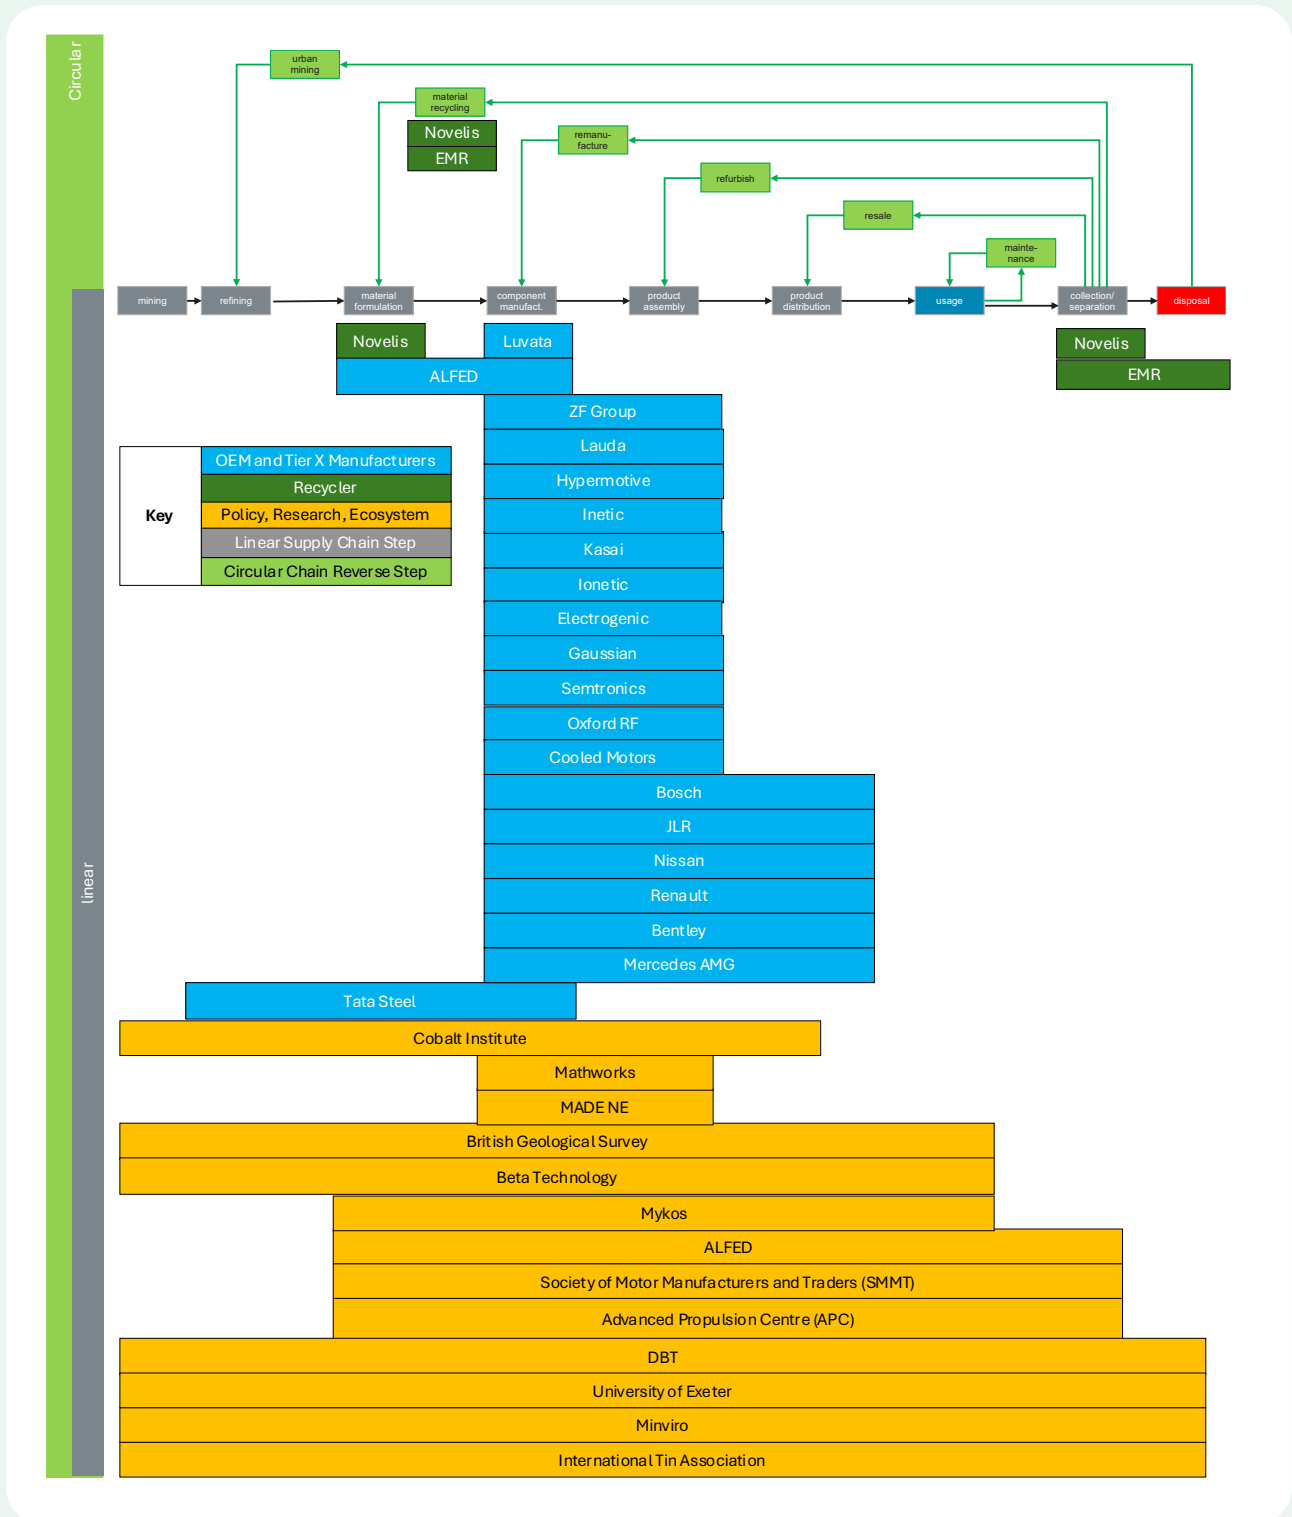 Circular
urban
mining
material
recycling
Novelis
EMR
remanu-
facture
refurbish
resale
mainte-
nance
mining
refining
material
formulation
component
manufact.
product
assembly
product
distribution
usage
collection/
separation
disposal
Novelis
Luvata
Novelis
ALFED
EMR
ZF Group
Lauda
Hypermotive
Inetic
Kasai
Ionetic
Electrogenic
Gaussian
Semtronics
Oxford RF
Cooled Motors
Bosch
JLR
Nissan
Renault
Bentley
Mercedes AMG
Key
OEM and Tier X Manufacturers
Recycler
Policy, Research, Ecosystem
Linear Supply Chain Step
Circular Chain Reverse Step
linear
Tata Steel
Cobalt Institute
Mathworks
MADE NE
British Geological Survey
Beta Technology
Mykos
ALFED
Society of Motor Manufacturers and Traders (SMMT)
Advanced Propulsion Centre (APC)
DBT
University of Exeter
Minviro
International Tin Association